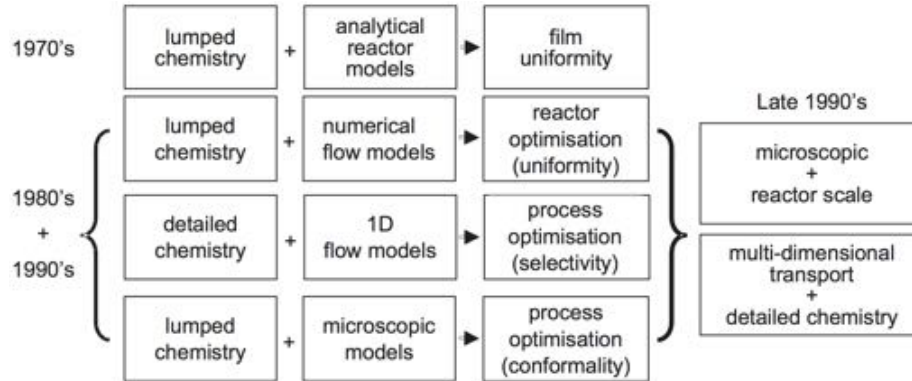 1970's
lumped
chemistry
+
analytical
reactor
models
film
uniformity
lumped
chemistry
+
numerical
flow models
reactor
optimisation
(uniformity)
1980's
+
1990's
detailed
chemistry
+
1D
flow models
process
optimisation
(selectivity)
lumped
chemistry
+
microscopic
models
process
optimisation
(conformality)
Late 1990's
microscopic
+
reactor scale
multi-dimensional
transport
+
detailed chemistry